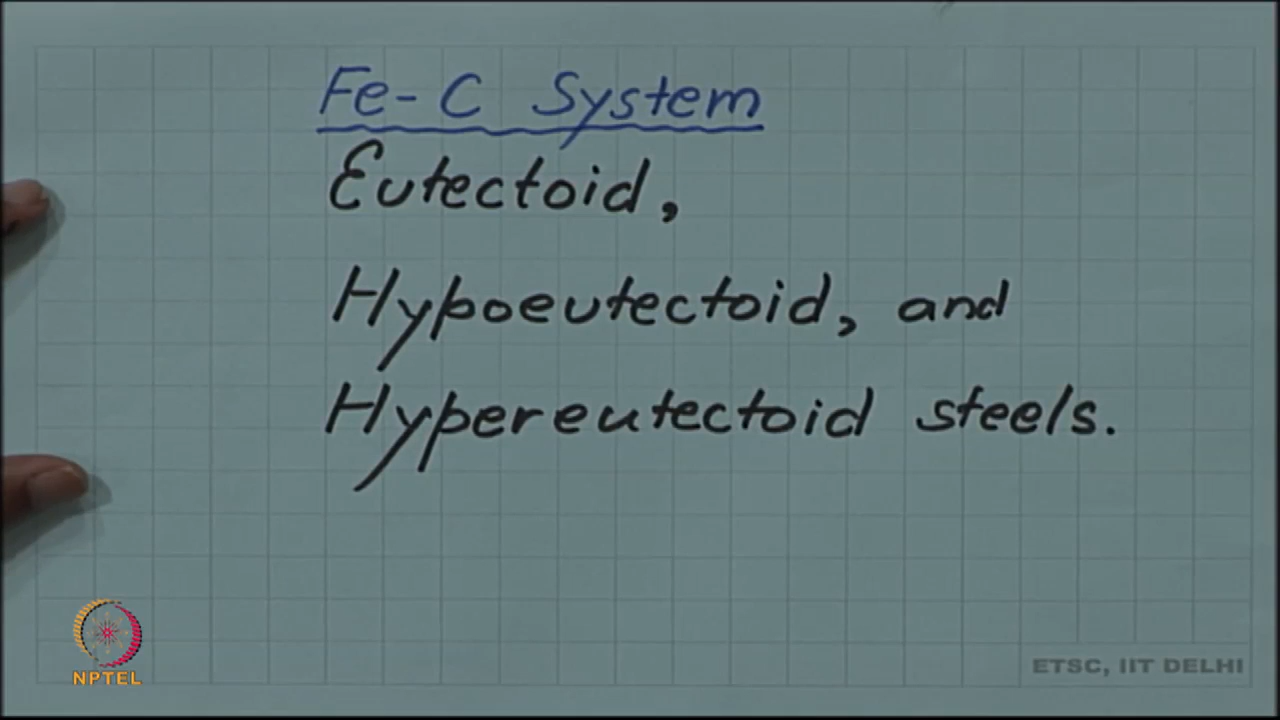 Fe-C System
Eutectoid,
Hypoeutectoid, and
Hypereutectoid steels.
NPTEL
ETSC, IIT DELHI